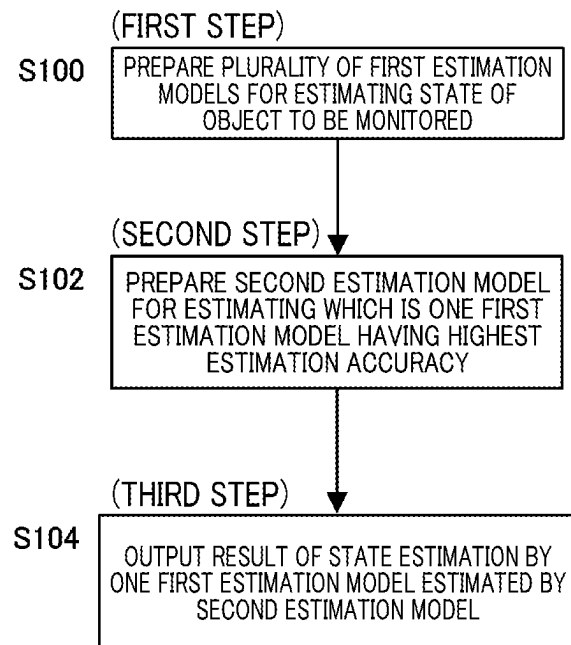 (FIRST STEP)
S100
PREPARE PLURALITY OF FIRST ESTIMATION
MODELS FOR ESTIMATING STATE OF
OBJECT TO BE MONITORED
(SECOND STEP)
S102
PREPARE SECOND ESTIMATION MODEL
FOR ESTIMATING WHICH IS ONE FIRST
ESTIMATION MODEL HAVING HIGHEST
ESTIMATION ACCURACY
(THIRD STEP)
S104
OUTPUT RESULT OF STATE ESTIMATION BY
ONE FIRST ESTIMATION MODEL ESTIMATED BY
SECOND ESTIMATION MODEL